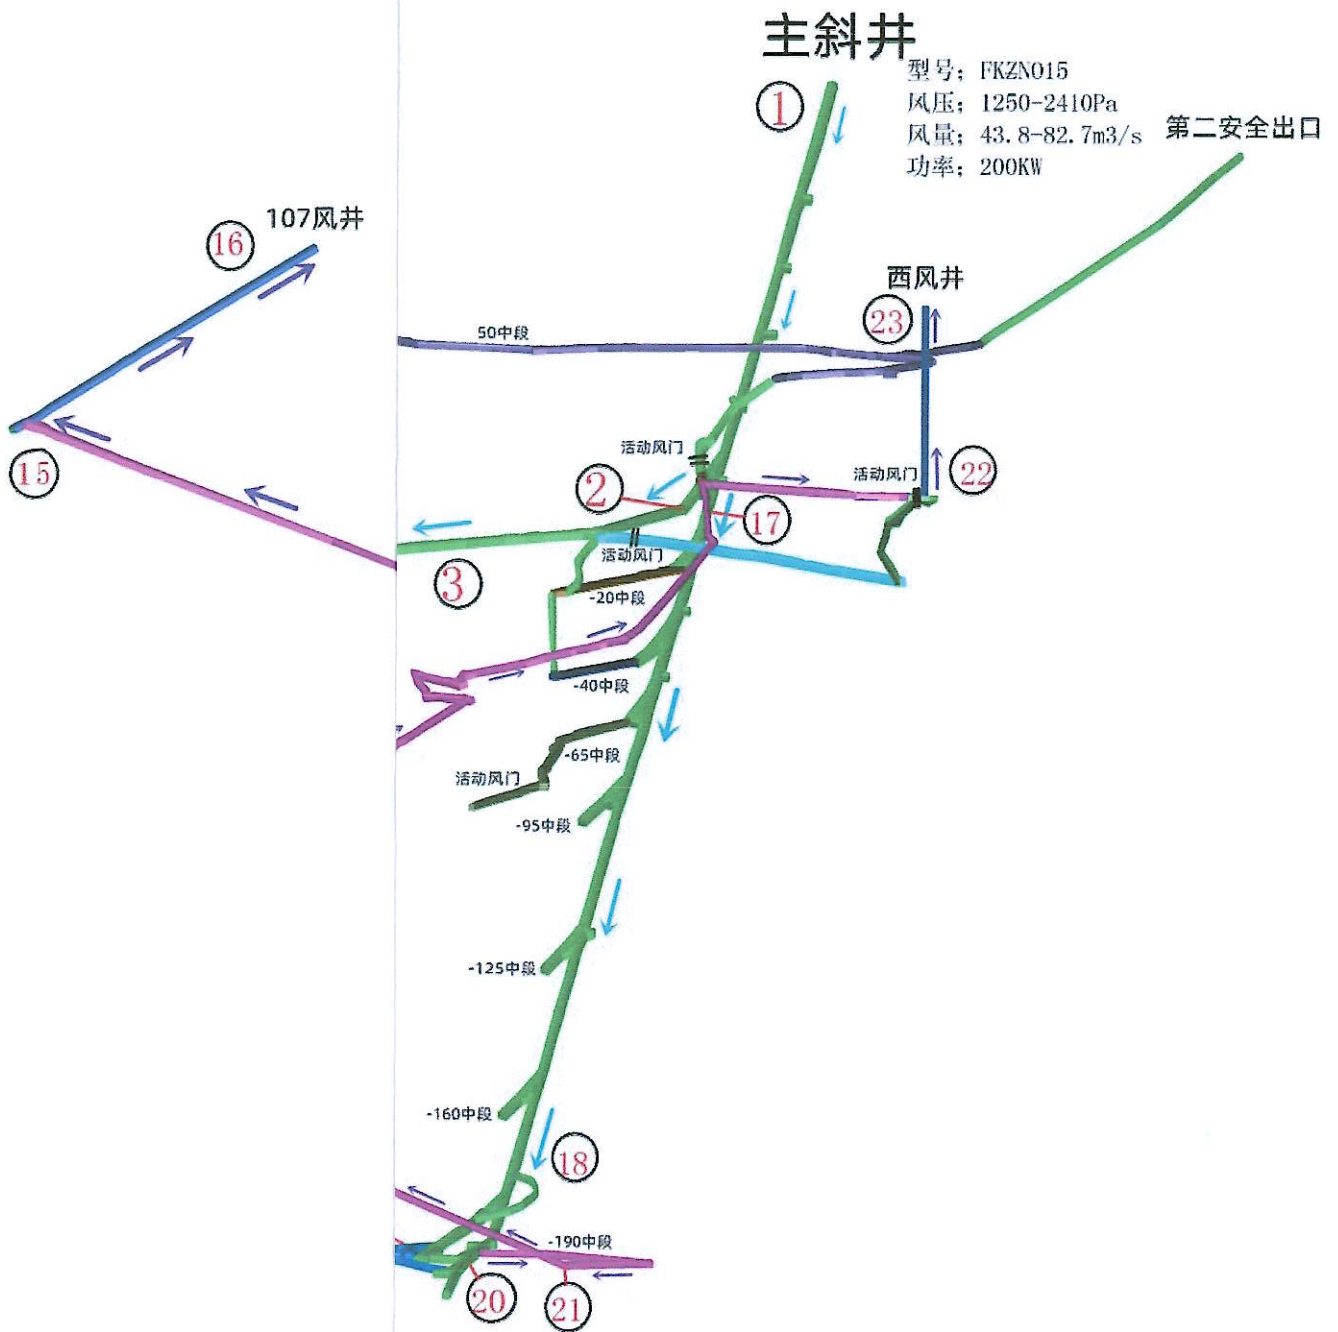 主斜井
型号；FKZNO15
风压；1250-2410Pa
风量；43.8-82.7m3/s
功率；200KW
1
第二安全出口
107风井
16
西风井
23
50中段
活动风门
活动风门
22
15
2
17
活动风门
3
-20中段
-40中段
-65中段
活动风门
-95中段
-125中段
-160中段
18
-190中段
20
21